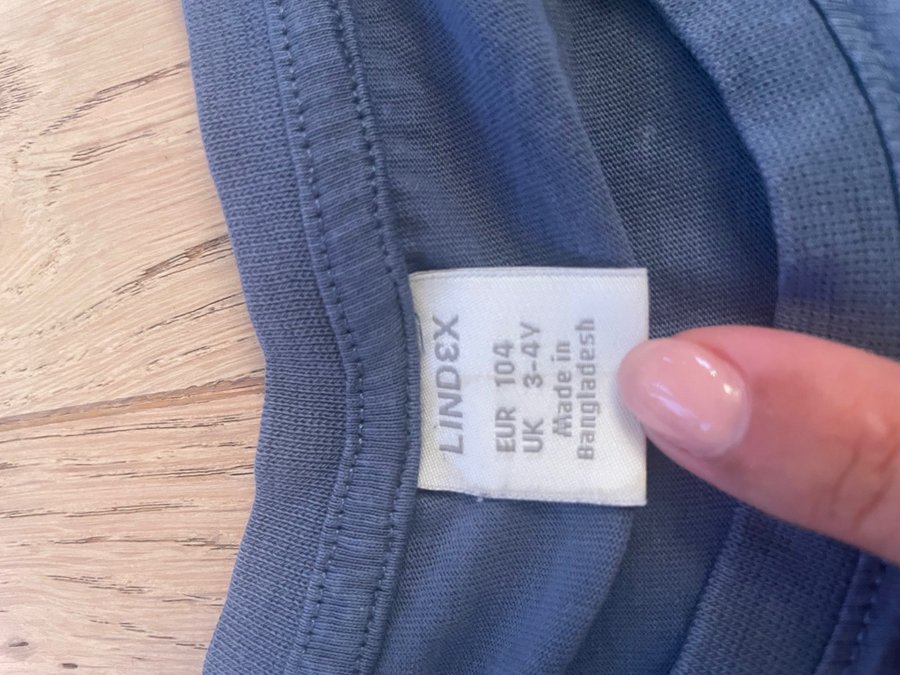 LINDEX
EUR 104
UK 3-4Y
Made in
Bangladesh